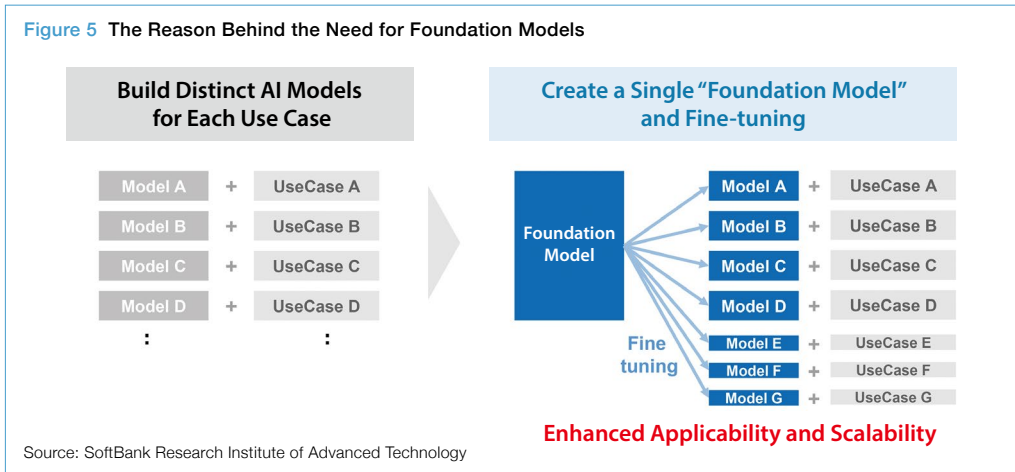 Figure 5 The Reason Behind the Need for Foundation Models
Build Distinct AI Models
for Each Use Case
Model A + UseCase A
Model B + UseCase B
Model C + UseCase C
Model D + UseCase D
: :
Create a Single “Foundation Model”
and Fine-tuning
Foundation
Model
Fine
tuning
Model A + UseCase A
Model B + UseCase B
Model C + UseCase C
Model D + UseCase D
Model E + UseCase E
Model F + UseCase F
Model G + UseCase G
Enhanced Applicability and Scalability
Source: SoftBank Research Institute of Advanced Technology